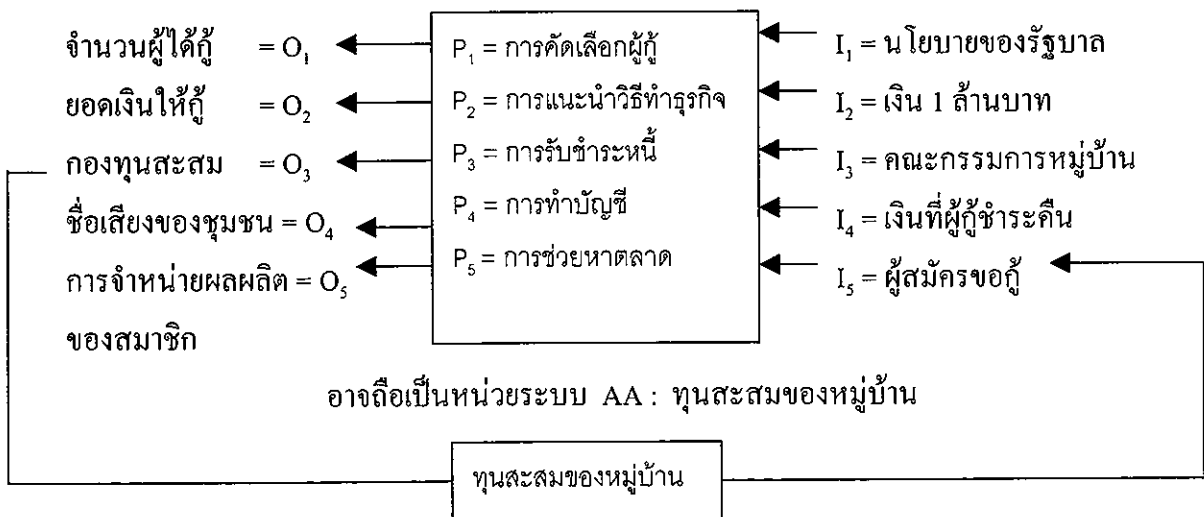 จำนวนผู้ได้กู้ = O₁ P₁ = การคัดเลือกผู้กู้ I₁ = นโยบายของรัฐบาล
ยอดเงินให้กู้ = O₂ P₂ = การแนะนำวิธีทำธุรกิจ I₂ = เงิน 1 ล้านบาท
กองทุนสะสม = O₃ P₃ = การรับชำระหนี้ I₃ = คณะกรรมการหมู่บ้าน
ชื่อเสียงของชุมชน = O₄ P₄ = การทำบัญชี I₄ = เงินที่ผู้กู้ชำระคืน
การจำหน่ายผลผลิต = O₅ P₅ = การช่วยหาตลาด I₅ = ผู้สมัครขอกู้
ของสมาชิก
อาจถือเป็นหน่วยระบบ AA : ทุนสะสมของหมู่บ้าน
ทุนสะสมของหมู่บ้าน